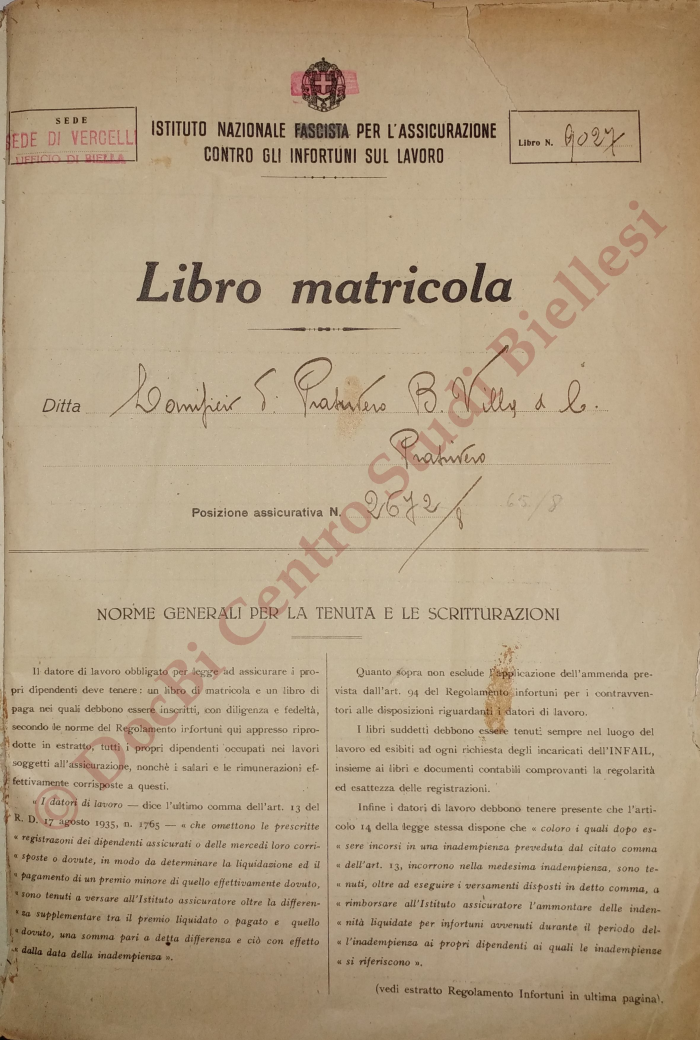 SEDE
SEDE DI VERCELLI
UFFICIO DI BIELLA
ISTITUTO NAZIONALE FASCISTA PER L'ASSICURAZIONE
CONTRO GLI INFORTUNI SUL LAVORO
Libro N. 9027
Libro matricola
Ditta Lanificio di Pratrivero B. Villa & C.
Pratrivero
Posizione assicurativa N. 2672/8 65/8
NORME GENERALI PER LA TENUTA E LE SCRITTURAZIONI
Il datore di lavoro obbligato per legge ad assicurare i pro-
pri dipendenti deve tenere: un libro di matricola e un libro di
paga nei quali debbono essere inscritti, con diligenza e fedeltà,
secondo le norme del Regolamento infortuni qui appresso ripro-
dotte in estratto, tutti i propri dipendenti occupati nei lavori
soggetti all'assicurazione, nonchè i salari e le rimunerazioni ef-
fettivamente corrisposte a questi.
« I datori di lavoro — dice l'ultimo comma dell'art. 13 del
R. D. 17 agosto 1935, n. 1765 — « che omettono le prescritte
« registrazioni dei dipendenti assicurati o delle mercedi loro corri-
« sposte o dovute, in modo da determinare la liquidazione ed il
« pagamento di un premio minore di quello effettivamente dovuto,
« sono tenuti a versare all'Istituto assicuratore oltre la differen-
« za supplementare tra il premio liquidato o pagato e quello
« dovuto, una somma pari a detta differenza e ciò con effetto
« dalla data della inadempienza ».
Quanto sopra non esclude l'applicazione dell'ammenda pre-
vista dall'art. 94 del Regolamento infortuni per i contravven-
tori alle disposizioni riguardanti i datori di lavoro.
I libri suddetti debbono essere tenuti sempre nel luogo del
lavoro ed esibiti ad ogni richiesta degli incaricati dell'INFAIL,
insieme ai libri e documenti contabili comprovanti la regolarità
ed esattezza delle registrazioni.
Infine i datori di lavoro debbono tenere presente che l'arti-
colo 14 della legge stessa dispone che « coloro i quali dopo es-
« sere incorsi in una inadempienza preveduta dal citato comma
« dell'art. 13, incorrono nella medesima inadempienza, sono te-
« nuti, oltre ad eseguire i versamenti disposti in detto comma, a
« rimborsare all'Istituto assicuratore l'ammontare delle inden-
« nità liquidate per infortuni avvenuti durante il periodo del-
« l'inadempienza ai propri dipendenti ai quali le inadempienze
« si riferiscono ».
(vedi estratto Regolamento Infortuni in ultima pagina).
© DocBi Centro Studi Biellesi